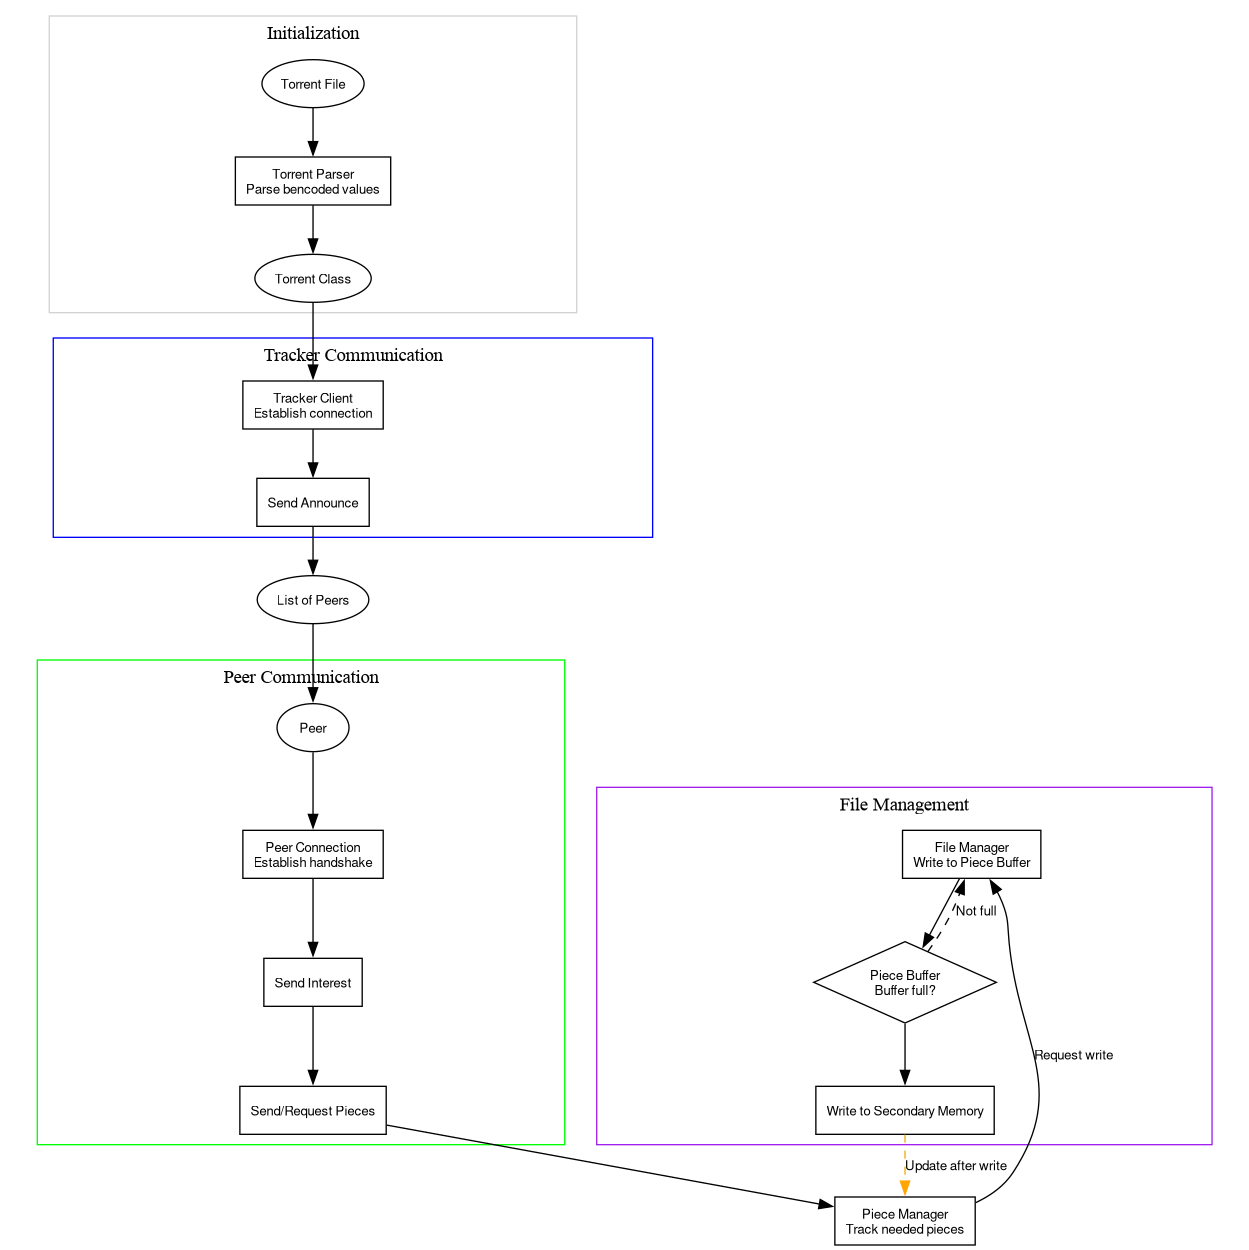 Initialization
Torrent File
Torrent Parser
Parse bencoded values
Torrent Class
Tracker Communication
Tracker Client
Establish connection
Send Announce
List of Peers
Peer Communication
Peer
Peer Connection
Establish handshake
Send Interest
Send/Request Pieces
File Management
File Manager
Write to Piece Buffer
Not full
Piece Buffer
Buffer full?
Request write
Write to Secondary Memory
Update after write
Piece Manager
Track needed pieces